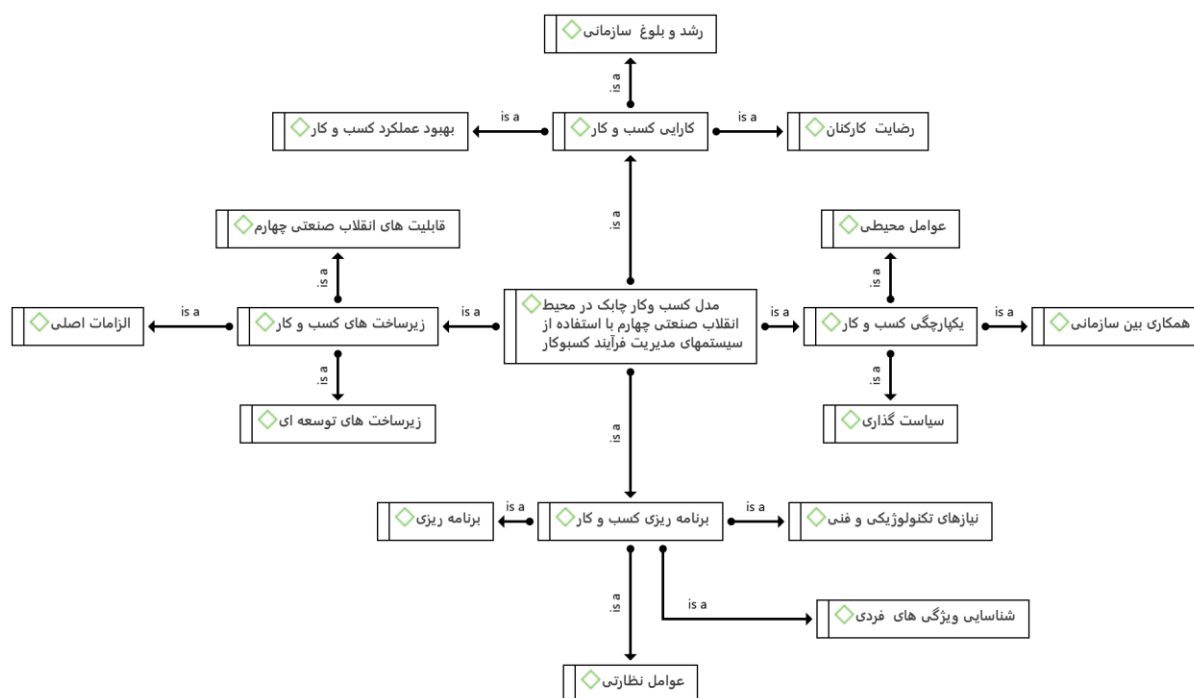 رشد و بلوغ سازمانی
is a
بهبود عملکرد کسب و کار
is a
کارایی کسب و کار
is a
رضایت کارکنان
is a
قابلیت های انقلاب صنعتی چهارم
عوامل محیطی
is a
is a
الزامات اصلی
is a
زیرساخت های کسب و کار
is a
مدل کسب وکار چابک در محیط
انقلاب صنعتی چهارم با استفاده از
سیستمهای مدیریت فرآیند کسبوکار
is a
یکپارچگی کسب و کار
is a
همکاری بین سازمانی
is a
is a
زیرساخت های توسعه ای
سیاست گذاری
is a
برنامه ریزی
is a
برنامه ریزی کسب و کار
is a
نیازهای تکنولوژیکی و فنی
is a
is a
شناسایی ویژگی های فردی
عوامل نظارتی